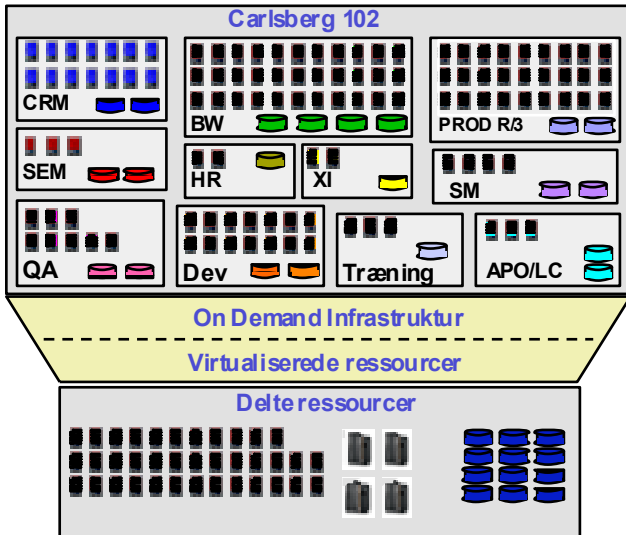 Carlsberg 102
CRM
BW
PROD R/3
SEM
HR
XI
SM
QA
Dev
Træning
APO/LC
On Demand Infrastruktur
Virtualiserede ressourcer
Delte ressourcer